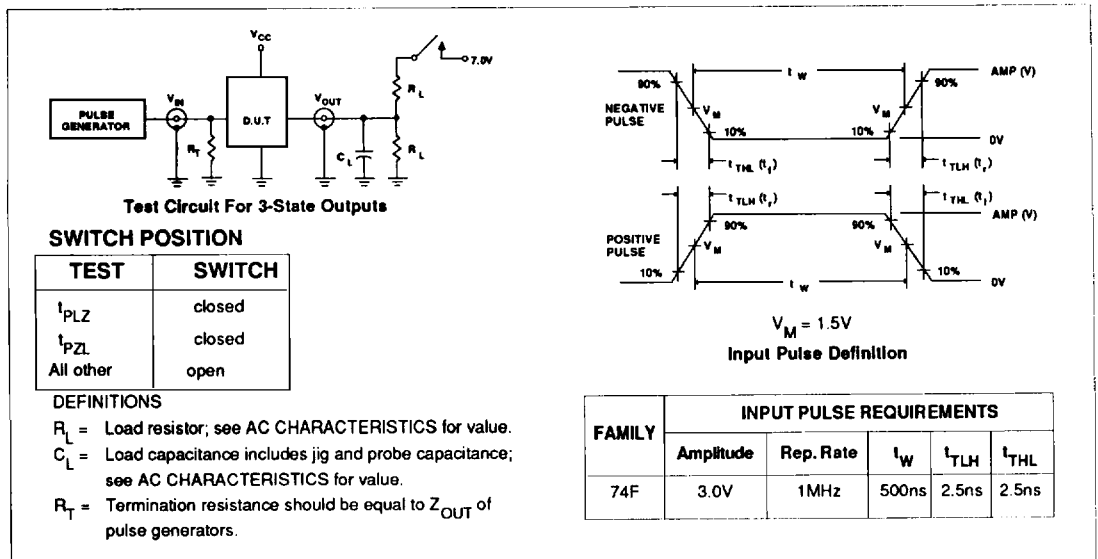 VCC
7.0V
RL
VIN
VOUT
PULSE GENERATOR
D.U.T
RT
CL
RL
Test Circuit For 3-State Outputs
SWITCH POSITION
TEST SWITCH
tPLZ closed
tPZL closed
All other open
DEFINITIONS
RL = Load resistor; see AC CHARACTERISTICS for value.
CL = Load capacitance includes jig and probe capacitance;
see AC CHARACTERISTICS for value.
RT = Termination resistance should be equal to ZOUT of
pulse generators.
tW
AMP (V)
90% 90%
NEGATIVE PULSE
VM VM
10% 10%
0V
tTHL (tf) tTLH (tr)
tTLH (tr) tTHL (tf)
AMP (V)
90% 90%
POSITIVE PULSE
VM VM
10% 10%
tW
0V
VM = 1.5V
Input Pulse Definition
FAMILY INPUT PULSE REQUIREMENTS
Amplitude Rep. Rate tW tTLH tTHL
74F 3.0V 1MHz 500ns 2.5ns 2.5ns